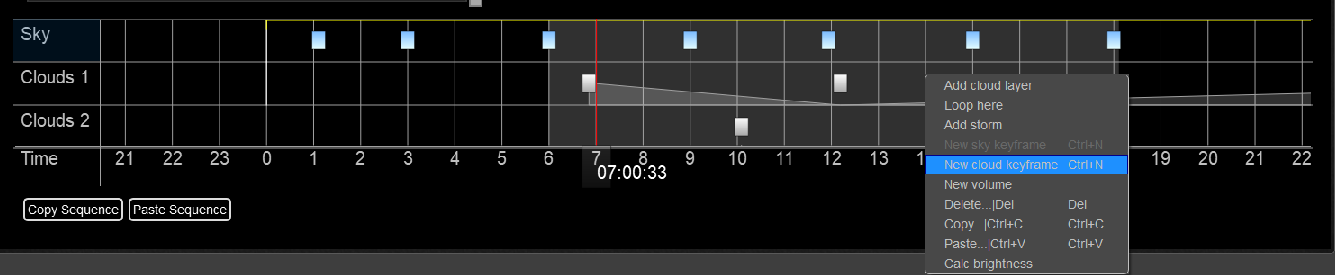 Sky
Clouds 1
Clouds 2
Time 21 22 23 0 1 2 3 4 5 6 7 8 9 10 11 12 13 19 20 21 22
07:00:33
Copy Sequence Paste Sequence
Add cloud layer
Loop here
Add storm
New sky keyframe Ctrl+N
New cloud keyframe Ctrl+N
New volume
Delete...|Del Del
Copy...|Ctrl+C Ctrl+C
Paste...|Ctrl+V Ctrl+V
Calc brightness